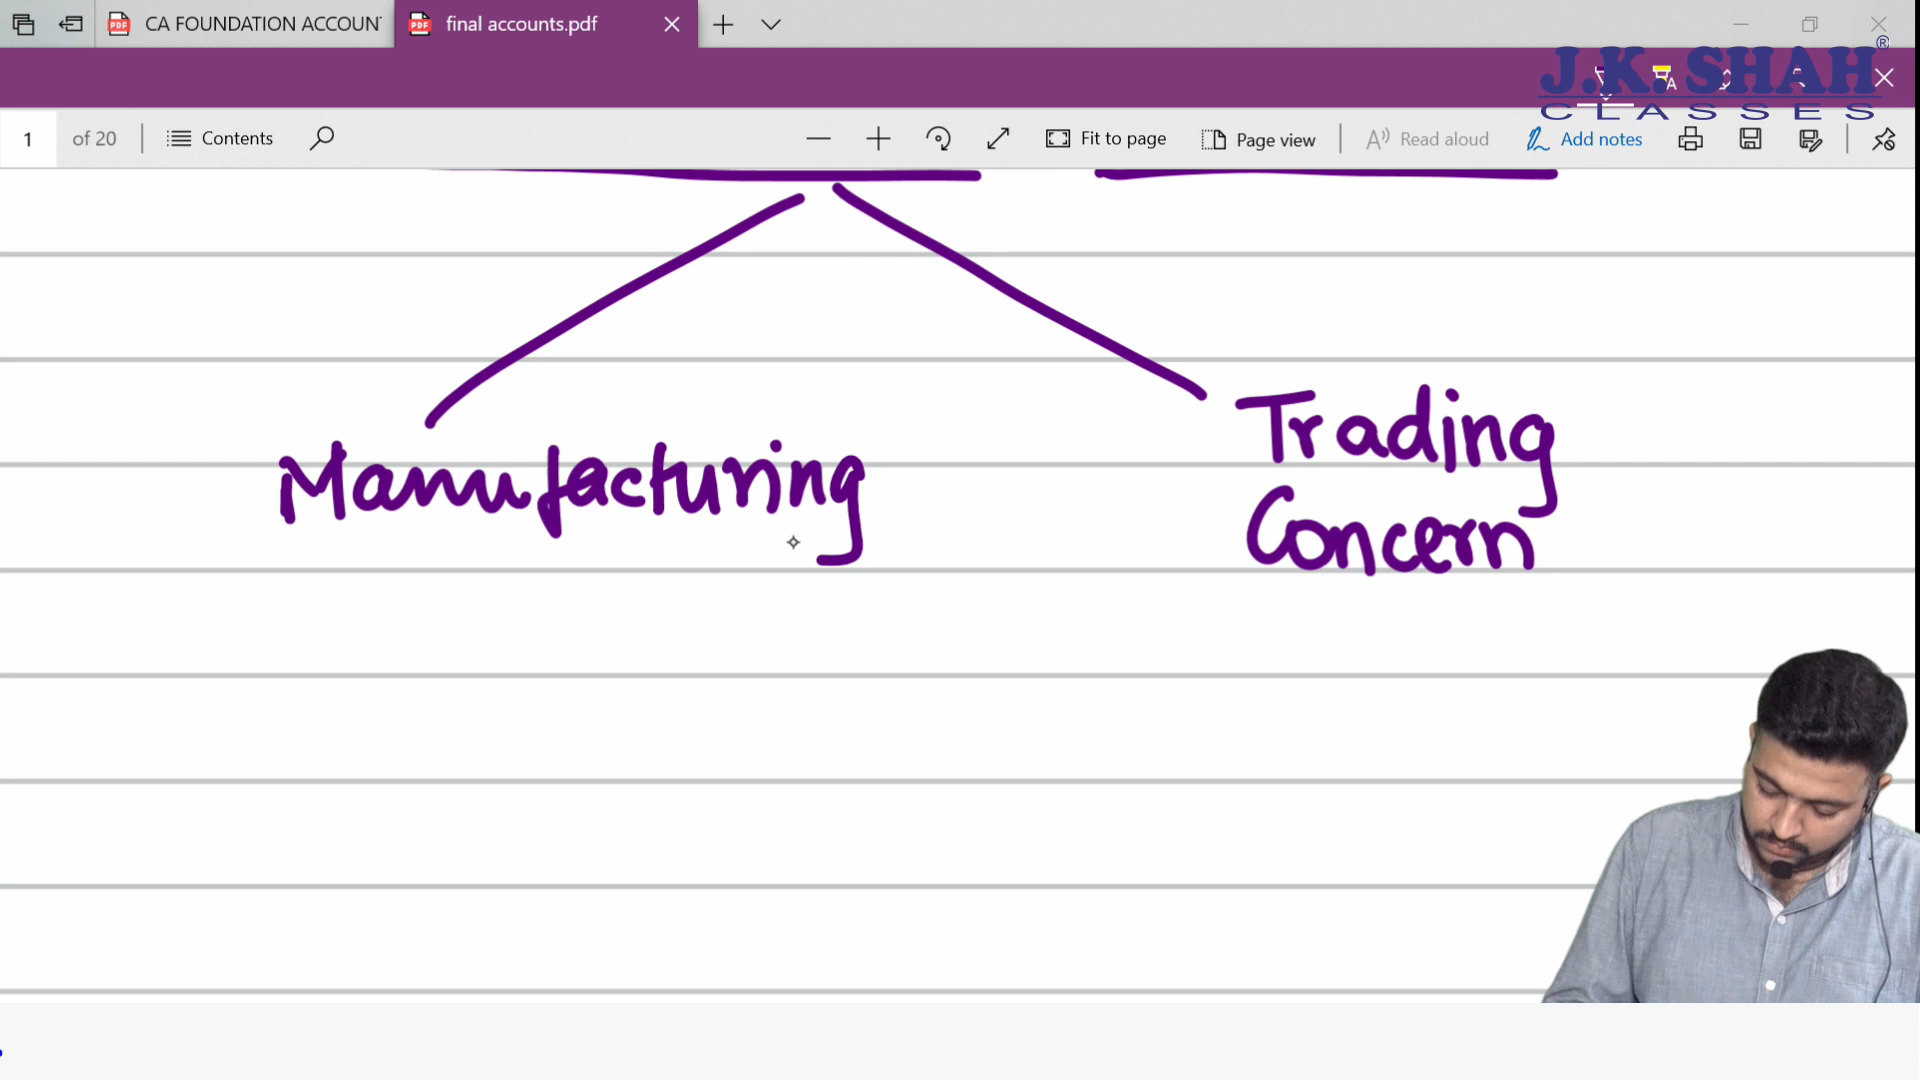 CA FOUNDATION ACCOUN
final accounts.pdf
J.K. SHAH®
CLASSES
1 of 20 Contents Fit to page Page view Read aloud Add notes
Manufacturing
Trading
Concern